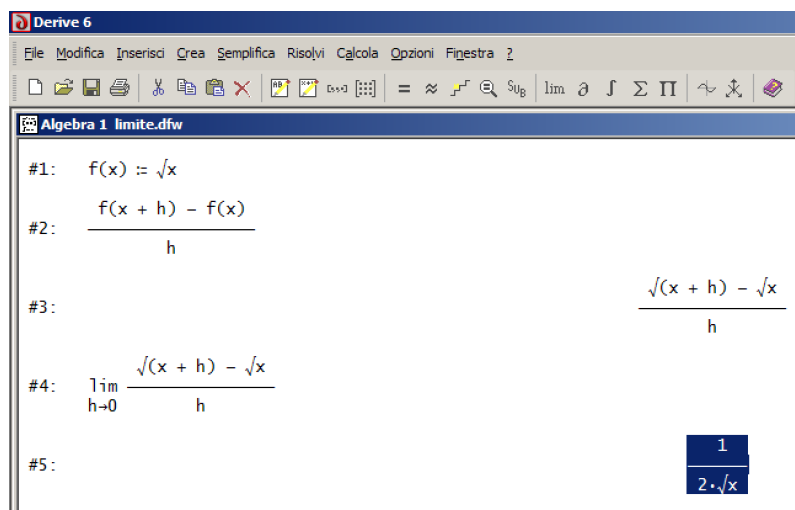 Derive 6
File Modifica Inserisci Crea Semplifica Risolvi Calcola Opzioni Finestra ?
= ≈ SUB lim ∂ ∫ Σ Π
Algebra 1 limite.dfw
#1: f(x) ≔ √x
#2: f(x + h) − f(x)
h
#3: √(x + h) − √x
h
#4: lim √(x + h) − √x
h→0 h
#5: 1
2·√x